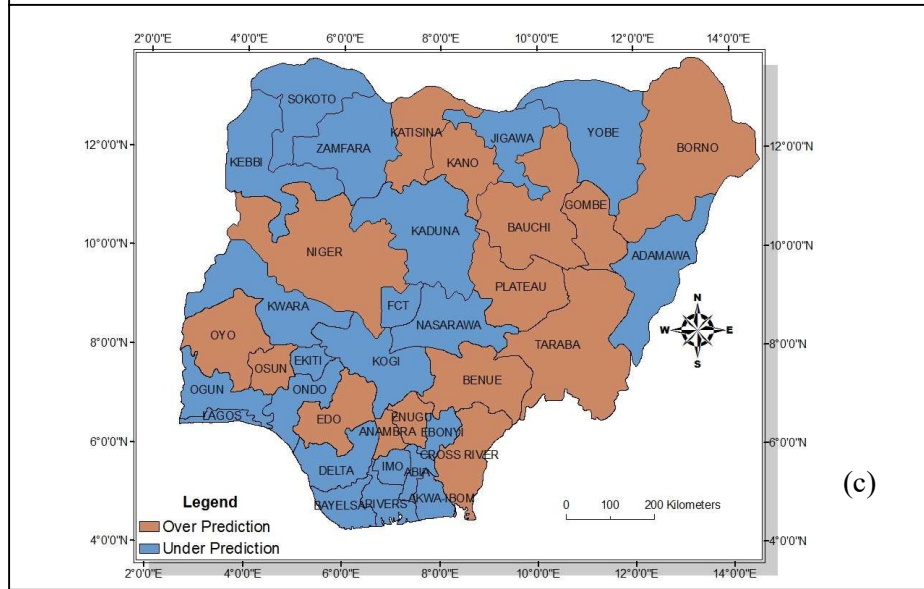 2°0'0"E 4°0'0"E 6°0'0"E 8°0'0"E 10°0'0"E 12°0'0"E 14°0'0"E
SOKOTO
KATISINA
JIGAWA
YOBE
12°0'0"N
ZAMFARA
KANO
BORNO
12°0'0"N
KEBBI
GOMBE
BAUCHI
KADUNA
10°0'0"N
NIGER
ADAMAWA
10°0'0"N
PLATEAU
KWARA
FCT
N
NASARAWA
W E
S
OYO
TARABA
8°0'0"N
KOGI
8°0'0"N
OSUN
EKITI
BENUE
OGUN
ONDO
LAGOS
EDO
ENUGU
ANAMBRA
EBONYI
6°0'0"N
6°0'0"N
CROSS RIVER
DELTA
IMO
ABIA
(c)
Legend
BAYELSA
RIVERS
AKWA-IBOM
0 100 200 Kilometers
Over Prediction
Under Prediction
4°0'0"N
4°0'0"N
2°0'0"E 4°0'0"E 6°0'0"E 8°0'0"E 10°0'0"E 12°0'0"E 14°0'0"E